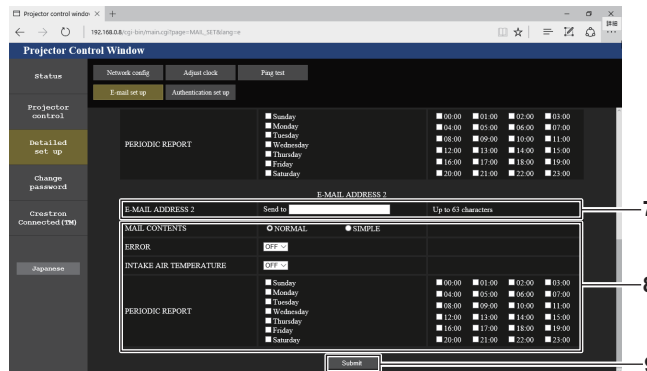 Projector control window
192.168.0.8/cgi-bin/main.cgi?page=MAIL_SET&lang=e
詳細
Projector Control Window
Status
Projector
control
Detailed
set up
Change
password
Crestron
Connected(TM)
Japanese
Network config Adjust clock Ping test
E-mail set up Authentication set up
PERIODIC REPORT
Sunday
Monday
Tuesday
Wednesday
Thursday
Friday
Saturday
00:00 01:00 02:00 03:00
04:00 05:00 06:00 07:00
08:00 09:00 10:00 11:00
12:00 13:00 14:00 15:00
16:00 17:00 18:00 19:00
20:00 21:00 22:00 23:00
E-MAIL ADDRESS 2
E-MAIL ADDRESS 2 Send to Up to 63 characters
7
MAIL CONTENTS NORMAL SIMPLE
ERROR OFF
INTAKE AIR TEMPERATURE OFF
8
PERIODIC REPORT
Sunday
Monday
Tuesday
Wednesday
Thursday
Friday
Saturday
00:00 01:00 02:00 03:00
04:00 05:00 06:00 07:00
08:00 09:00 10:00 11:00
12:00 13:00 14:00 15:00
16:00 17:00 18:00 19:00
20:00 21:00 22:00 23:00
Submit
9